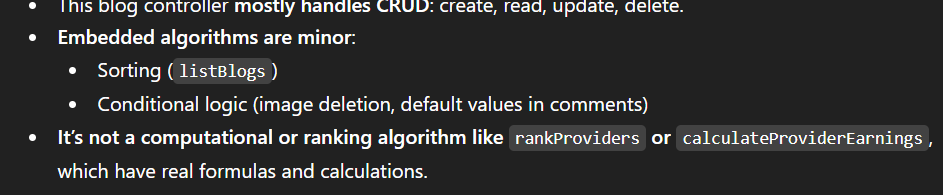 This blog controller mostly handles CRUD: create, read, update, delete.
Embedded algorithms are minor:
Sorting (listBlogs)
Conditional logic (image deletion, default values in comments)
It's not a computational or ranking algorithm like rankProviders or calculateProviderEarnings,
which have real formulas and calculations.